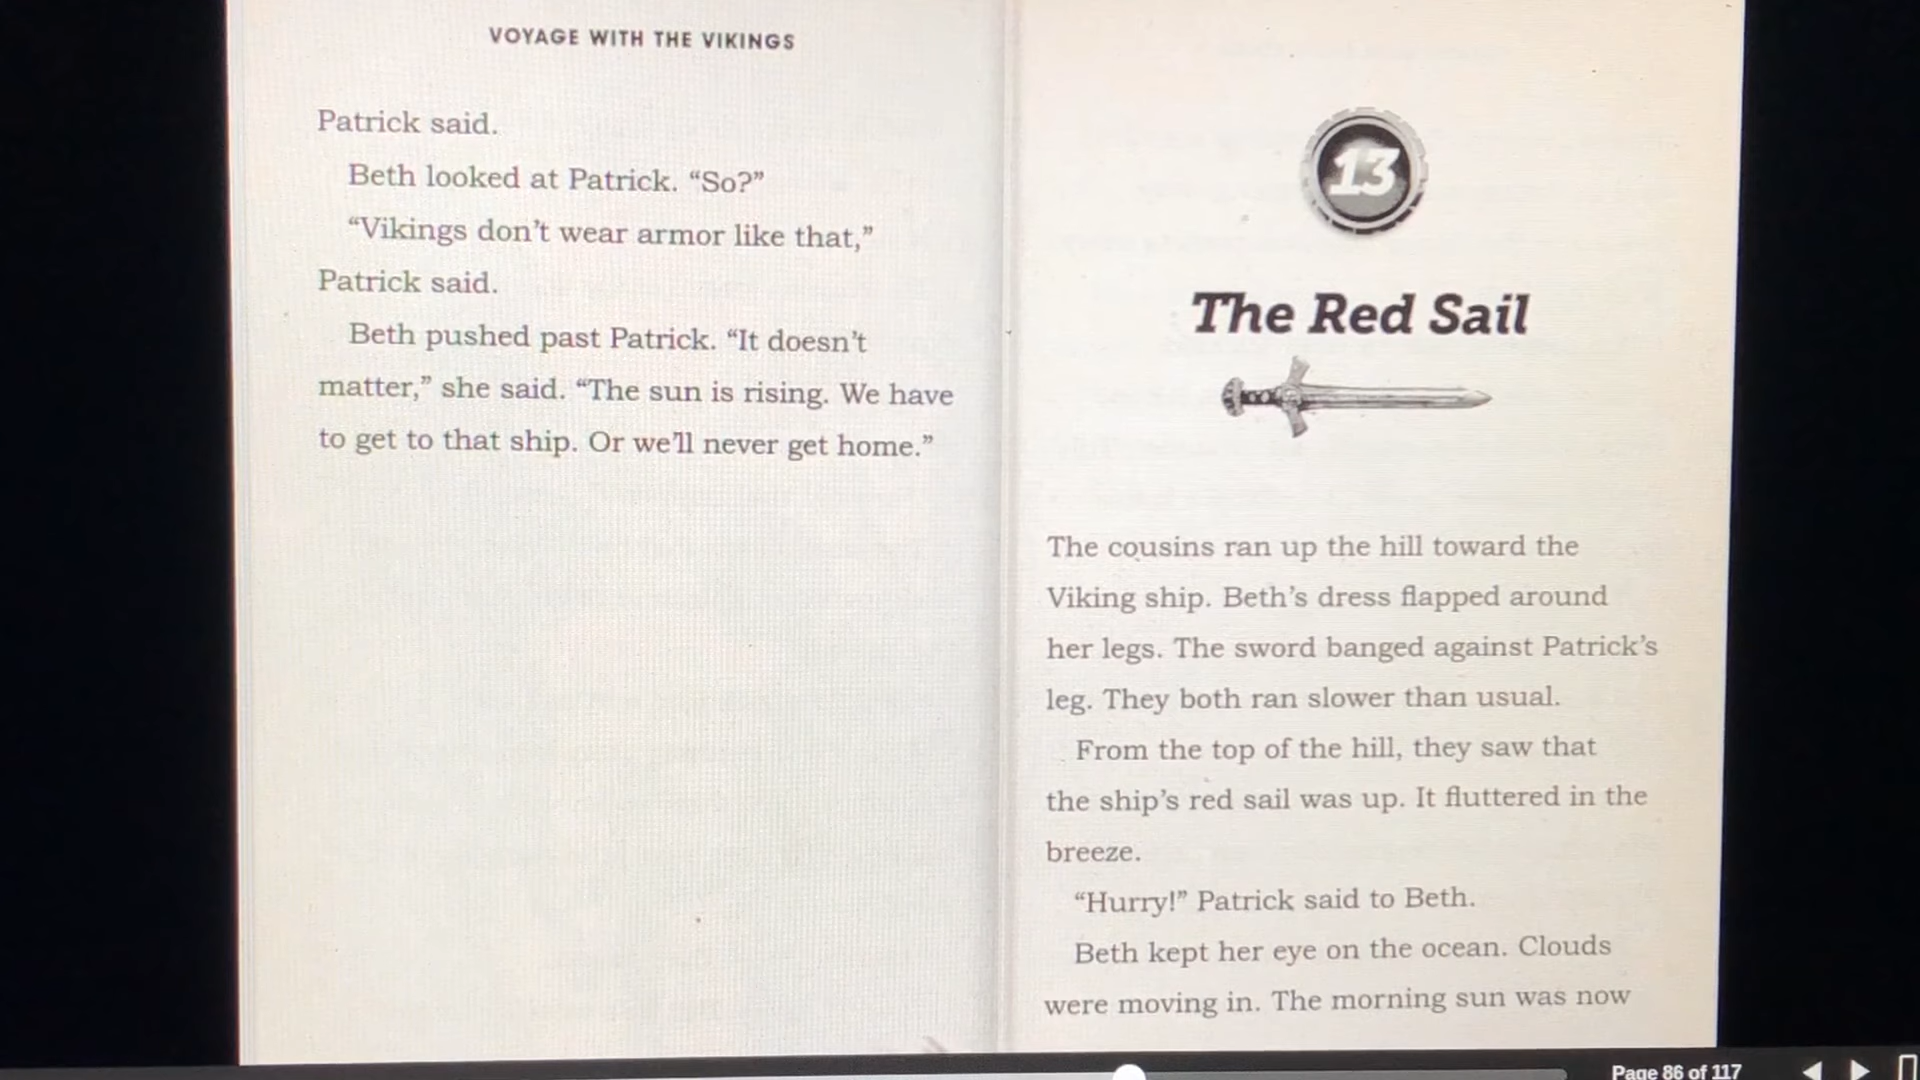 VOYAGE WITH THE VIKINGS
Patrick said.
Beth looked at Patrick. “So?”
“Vikings don’t wear armor like that,”
Patrick said.
Beth pushed past Patrick. “It doesn’t
matter,” she said. “The sun is rising. We have
to get to that ship. Or we’ll never get home.”
13
The Red Sail
The cousins ran up the hill toward the
Viking ship. Beth’s dress flapped around
her legs. The sword banged against Patrick’s
leg. They both ran slower than usual.
From the top of the hill, they saw that
the ship’s red sail was up. It fluttered in the
breeze.
“Hurry!” Patrick said to Beth.
Beth kept her eye on the ocean. Clouds
were moving in. The morning sun was now
Page 86 of 117